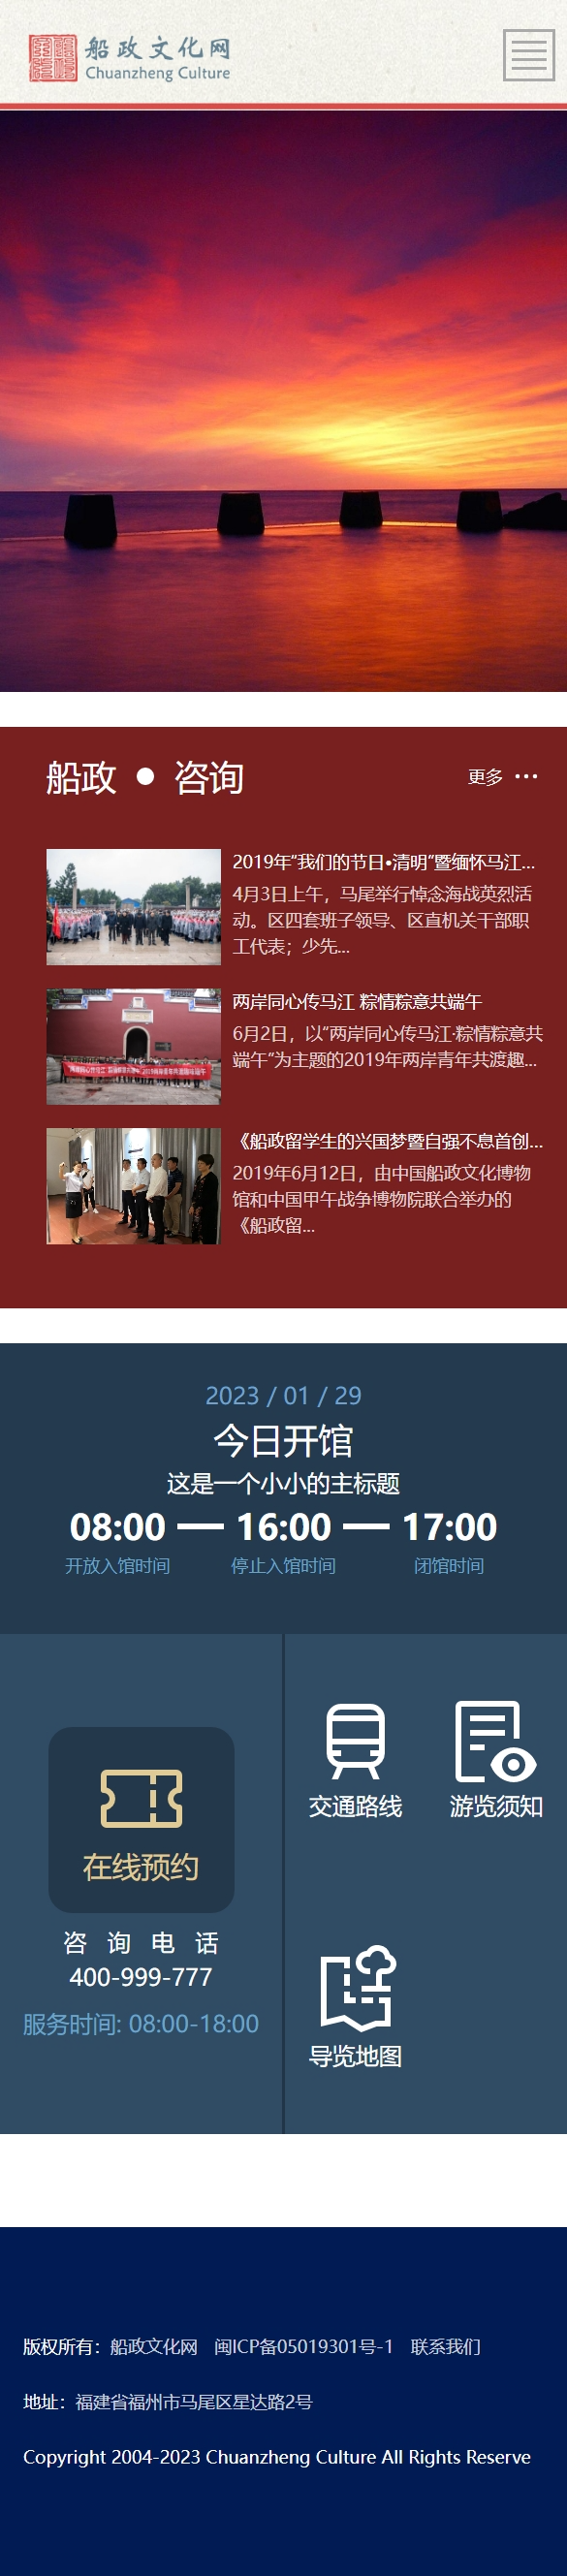 船政文化网
Chuanzheng Culture
船政 • 咨询
更多 •••
2019年“我们的节日•清明”暨缅怀马江...
4月3日上午，马尾举行悼念海战英烈活
动。区四套班子领导、区直机关干部职
工代表；少先...
两岸同心传马江 粽情粽意共端午
6月2日，以“两岸同心传马江·粽情粽意共
端午”为主题的2019年两岸青年共渡趣...
《船政留学生的兴国梦暨自强不息首创...
2019年6月12日，由中国船政文化博物
馆和中国甲午战争博物院联合举办的
《船政留...
2023 / 01 / 29
今日开馆
这是一个小小的主标题
08:00 — 16:00 — 17:00
开放入馆时间 停止入馆时间 闭馆时间
在线预约
咨 询 电 话
400-999-777
服务时间: 08:00-18:00
交通路线 游览须知
导览地图
版权所有：船政文化网 闽ICP备05019301号-1 联系我们
地址：福建省福州市马尾区星达路2号
Copyright 2004-2023 Chuanzheng Culture All Rights Reserve